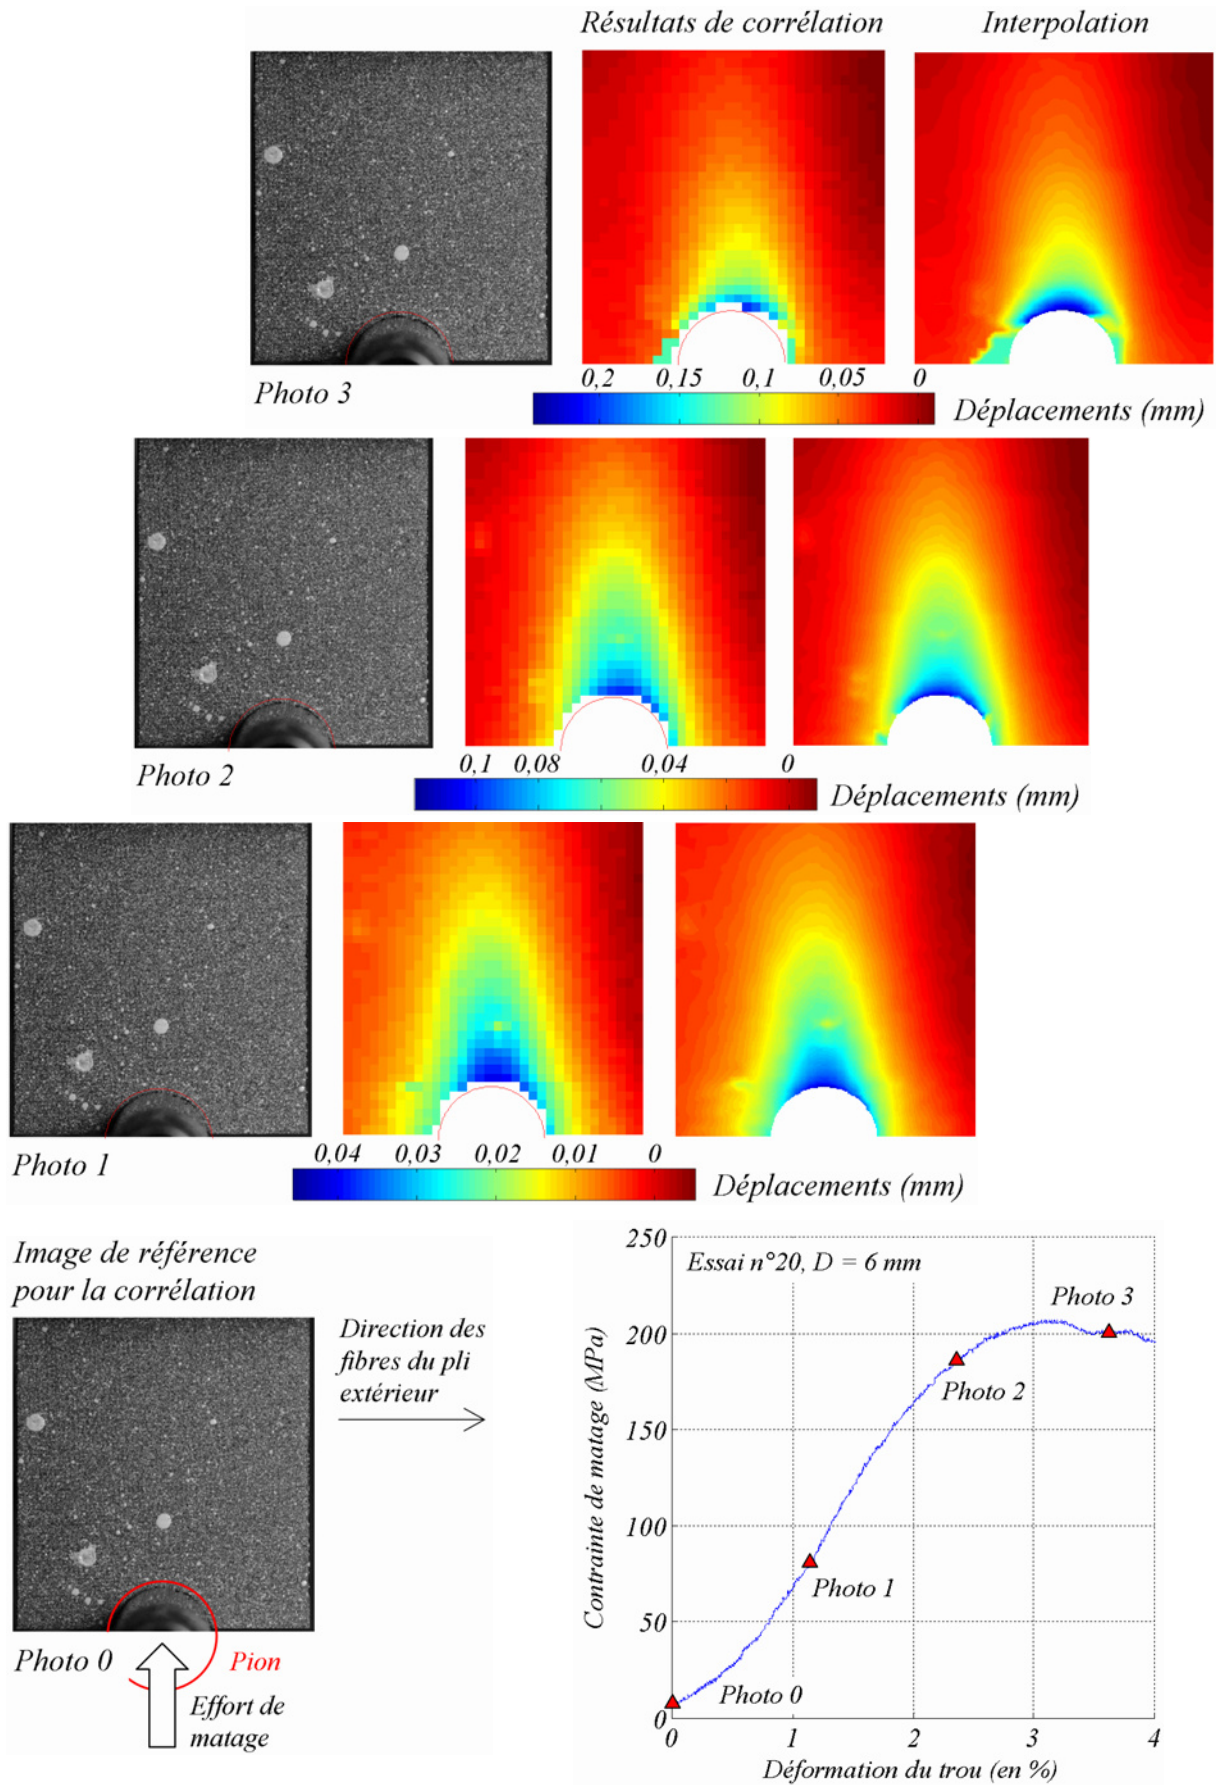 Résultats de corrélation
Interpolation
Photo 3
0,2 0,15 0,1 0,05 0
Déplacements (mm)
Photo 2
0,1 0,08 0,04 0
Déplacements (mm)
Photo 1
0,04 0,03 0,02 0,01 0
Déplacements (mm)
Image de référence
pour la corrélation
Direction des
fibres du pli
extérieur
Photo 0
Pion
Effort de
matage
250
200
150
100
50
0
Contrainte de matage (MPa)
Essai n°20, D = 6 mm
Photo 3
Photo 2
Photo 1
Photo 0
0 1 2 3 4
Déformation du trou (en %)